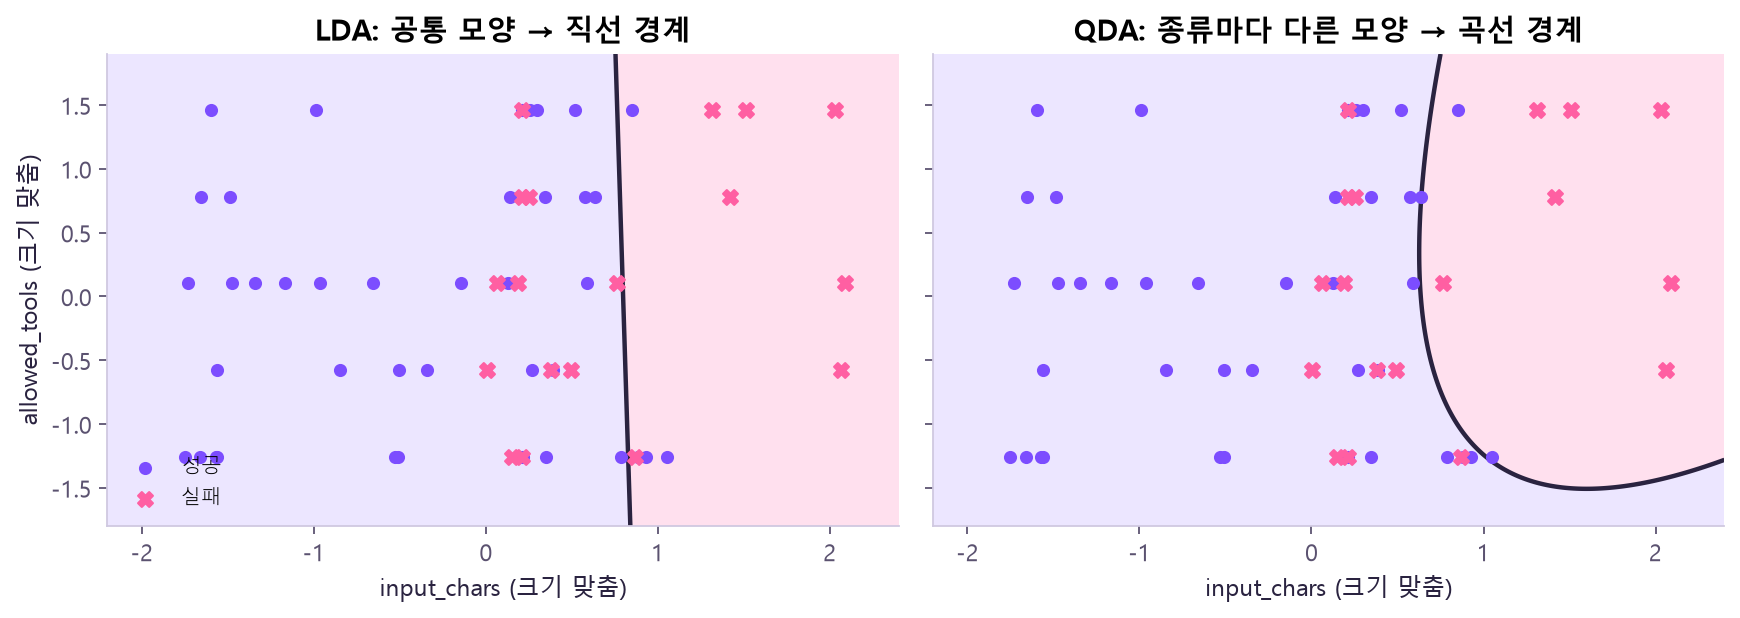 LDA: 공통 모양 → 직선 경계
QDA: 종류마다 다른 모양 → 곡선 경계
allowed_tools (크기 맞춤)
1.5
1.0
0.5
0.0
-0.5
-1.0
-1.5
성공
실패
-2
-1
0
1
2
-2
-1
0
1
2
input_chars (크기 맞춤)
input_chars (크기 맞춤)